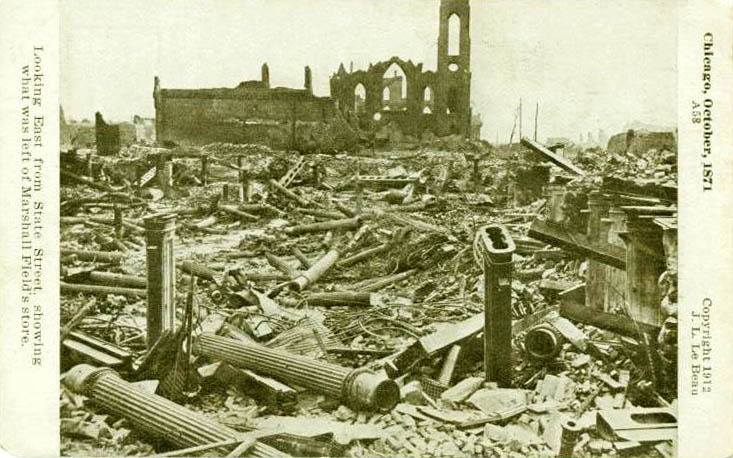 Looking East from State Street, showing
what was left of Marshall Field's store.
Chicago, October, 1871
A58
Copyright 1912
J. L. Le Beau